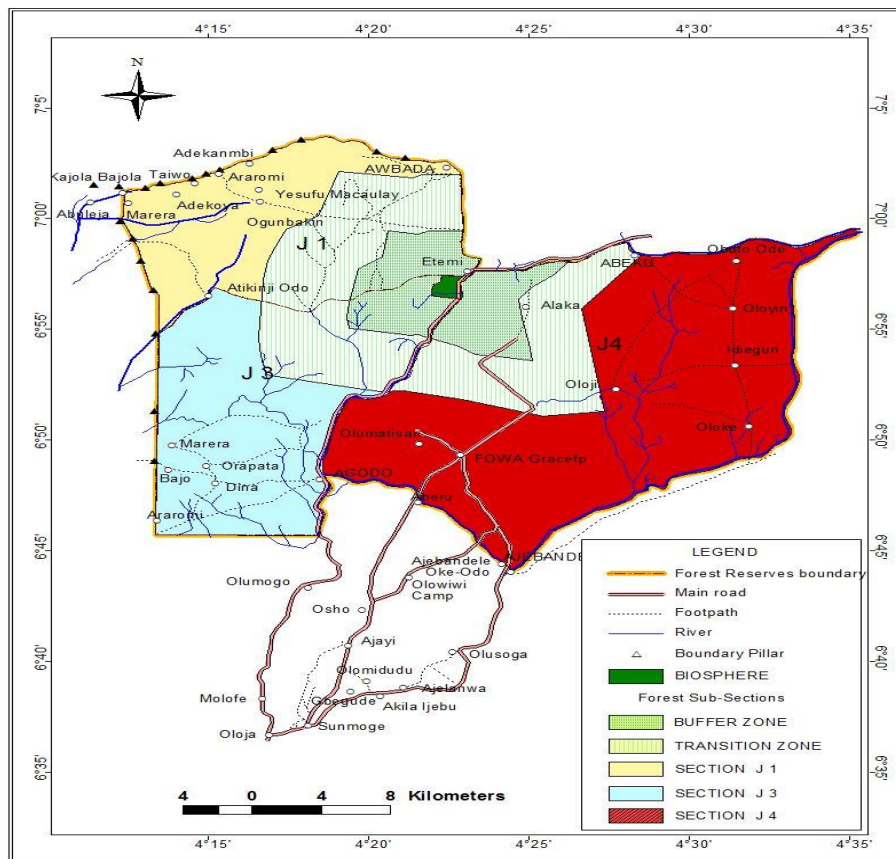 4°15' 4°20' 4°25' 4°30' 4°35'
N
7°5' 7°5'
Adekanmbi
AWBADA
Kajola Bajola Taiwo Araromi
Yesufu Macaulay
Abuleja Marera Adekoya
7°00' 7°00'
Ogunbakin
J 1
Etemi
ABEKU
Obuto Ode
Atikinji Odo
Alaka
Oloyin
6°55' 6°55'
J4
Idiegun
J 3
Oloji
Oloke
6°50' 6°50'
Marera
Olumatisan
FOWA Gracefp
Orapata
Bajo
Dina
AGODO
Aberu
Araromi
6°45' 6°45'
Ajebandele
AJEBANDE
Oke-Odo
Olowiwi
Camp
Olumogo
Osho
Ajayi
Olusoga
6°40' 6°40'
Olomidudu
Ajelanwa
Molofe
Gbegude
Akila Ijebu
Sunmoge
Oloja
6°35' 6°35'
4 0 4 8 Kilometers
LEGEND
Forest Reserves boundary
Main road
Footpath
River
Boundary Pillar
BIOSPHERE
Forest Sub-Sections
BUFFER ZONE
TRANSITION ZONE
SECTION J 1
SECTION J 3
SECTION J 4
4°15' 4°20' 4°25' 4°30' 4°35'